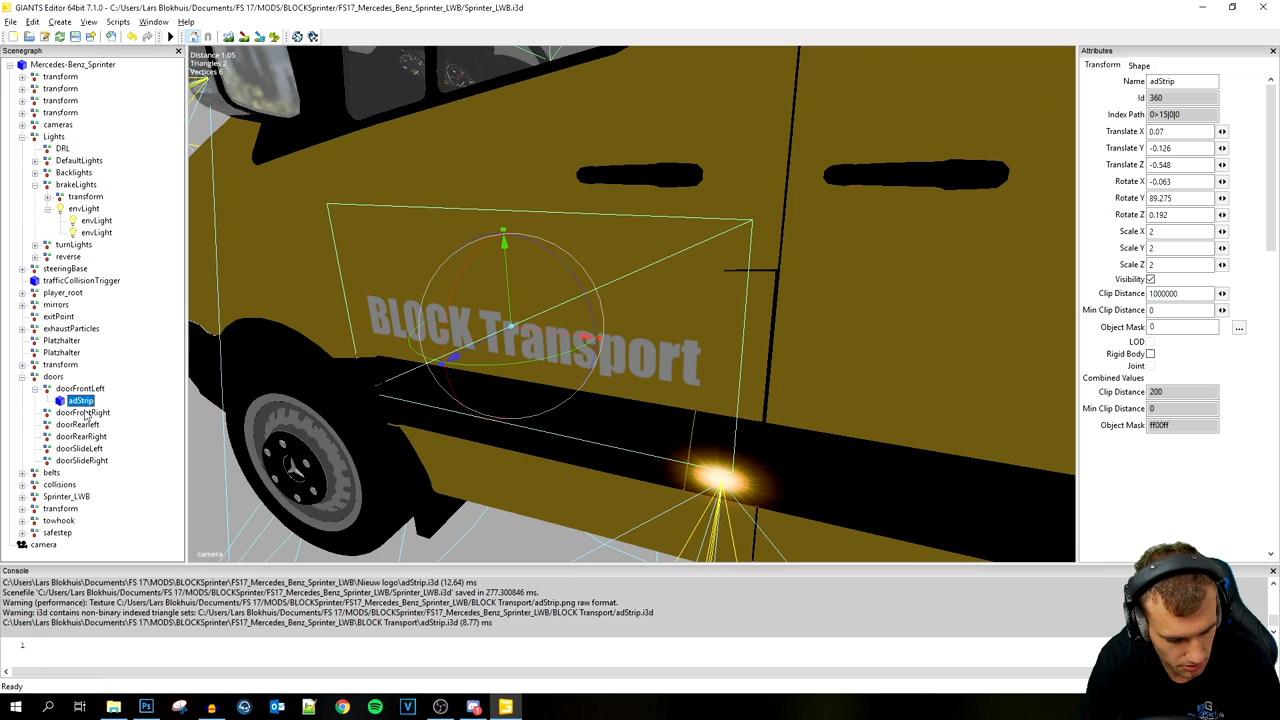 GIANTS Editor 64bit 7.1.0 - C:/Users/Lars Blokhuis/Documents/FS 17/MODS/BLOCKSprinter/FS17_Mercedes_Benz_Sprinter_LWB/Sprinter_LWB.i3d
File Edit Create View Scripts Window Help
Scenegraph
Mercedes-Benz_Sprinter
transform
transform
transform
transform
cameras
Lights
DRL
DefaultLights
Backlights
brakeLights
transform
envLight
envLight
envLight
turnLights
reverse
steeringBase
trafficCollisionTrigger
player_root
mirrors
exitPoint
exhaustParticles
Platzhalter
Platzhalter
transform
doors
doorFrontLeft
adStrip
doorFrontRight
doorRearleft
doorRearRight
doorSlideLeft
doorSlideRight
belts
collisions
Sprinter_LWB
transform
towhook
safestep
camera
Distance 1.05
Triangles 2
Vertices 6
BLOCK Transport
camera
Attributes
Transform Shape
Name adStrip
Id 360
Index Path 0>15|0|0
Translate X 0.07
Translate Y -0.126
Translate Z -0.548
Rotate X -0.063
Rotate Y 89.275
Rotate Z 0.192
Scale X 2
Scale Y 2
Scale Z 2
Visibility
Clip Distance 1000000
Min Clip Distance 0
Object Mask 0 ...
LOD
Rigid Body
Joint
Combined Values
Clip Distance 200
Min Clip Distance 0
Object Mask ff00ff
Console
C:\Users\Lars Blokhuis\Documents\FS 17\MODS\BLOCKSprinter\FS17_Mercedes_Benz_Sprinter_LWB\Nieuw logo\adStrip.i3d (12.64) ms
Scenefile 'C:/Users/Lars Blokhuis/Documents/FS 17/MODS/BLOCKSprinter/FS17_Mercedes_Benz_Sprinter_LWB/Sprinter_LWB.i3d' saved in 277.300846 ms.
Warning (performance): Texture C:/Users/Lars Blokhuis/Documents/FS 17/MODS/BLOCKSprinter/FS17_Mercedes_Benz_Sprinter_LWB/BLOCK Transport/adStrip.png raw format.
Warning: i3d contains non-binary indexed triangle sets: C:/Users/Lars Blokhuis/Documents/FS 17/MODS/BLOCKSprinter/FS17_Mercedes_Benz_Sprinter_LWB/BLOCK Transport/adStrip.i3d
C:\Users\Lars Blokhuis\Documents\FS 17\MODS\BLOCKSprinter\FS17_Mercedes_Benz_Sprinter_LWB\BLOCK Transport\adStrip.i3d (8.77) ms
1
Ready